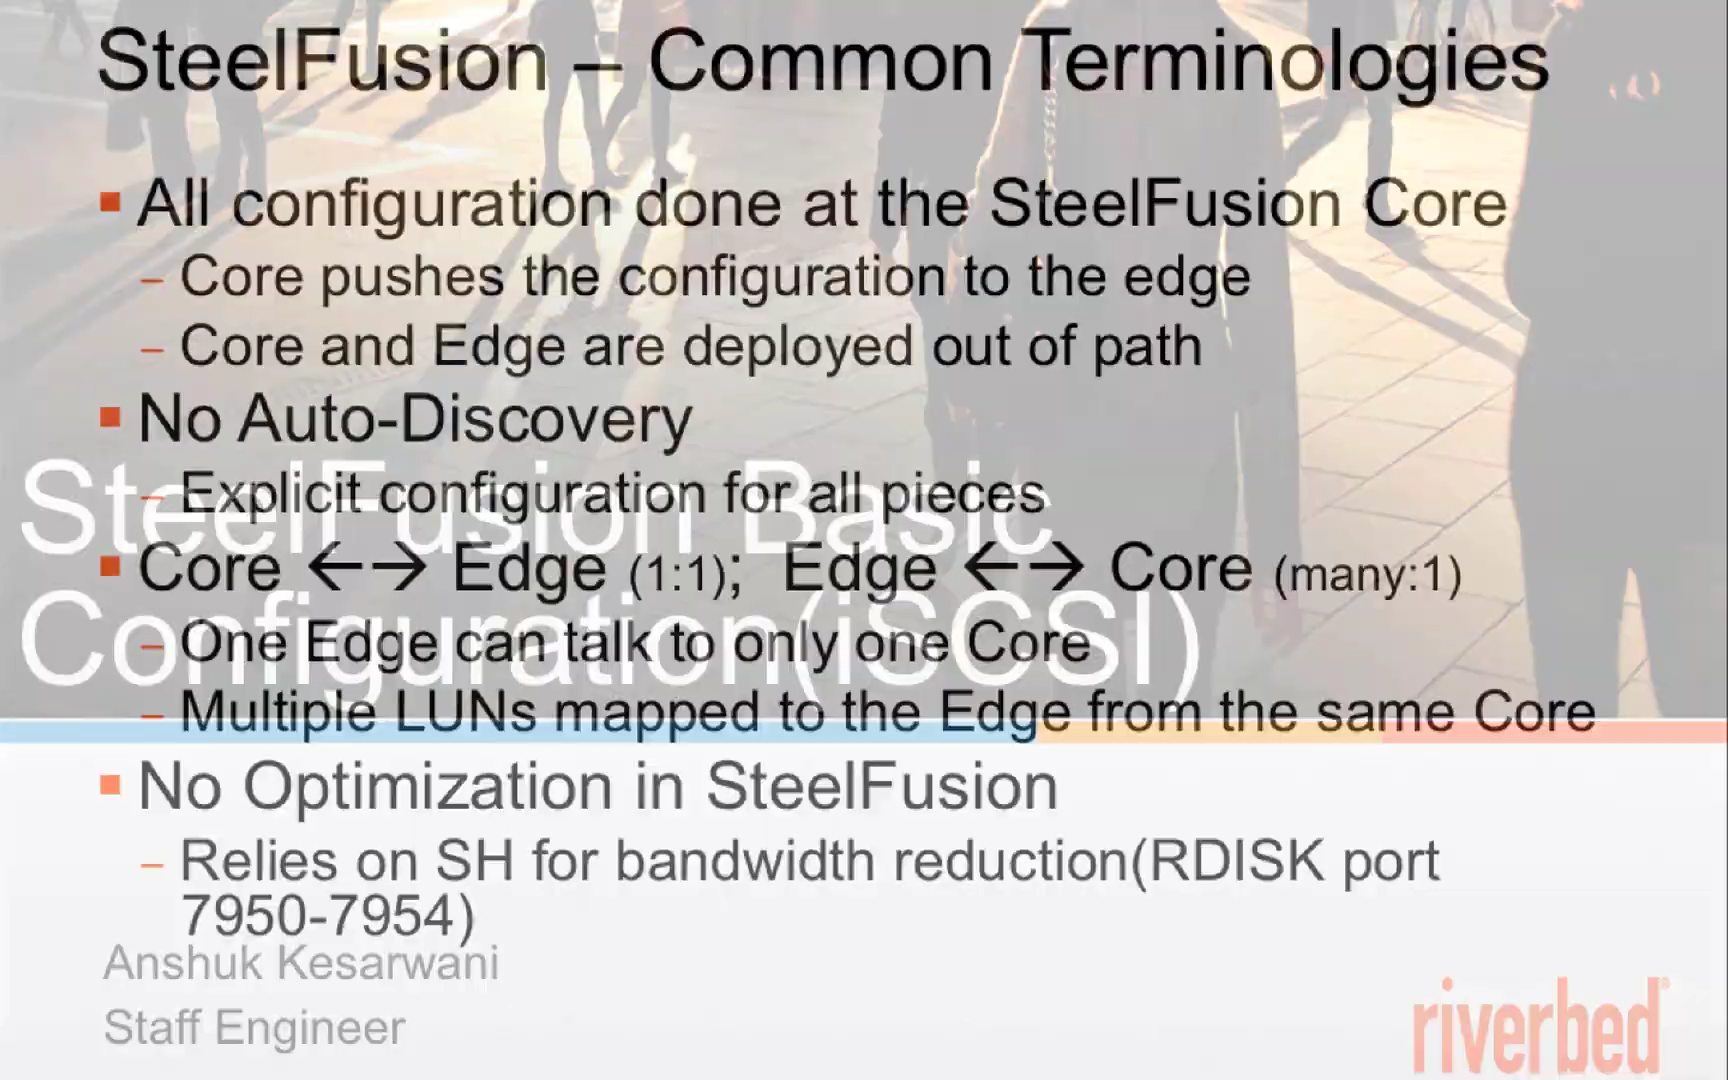 SteelFusion – Common Terminologies
▪ All configuration done at the SteelFusion Core
– Core pushes the configuration to the edge
– Core and Edge are deployed out of path
▪ No Auto-Discovery
– Explicit configuration for all pieces
SteelFusion Basic
▪ Core ←→ Edge (1:1); Edge ←→ Core (many:1)
Configuration(iSCSI)
– One Edge can talk to only one Core
– Multiple LUNs mapped to the Edge from the same Core
▪ No Optimization in SteelFusion
– Relies on SH for bandwidth reduction(RDISK port
7950-7954)
Anshuk Kesarwani
Staff Engineer
riverbed